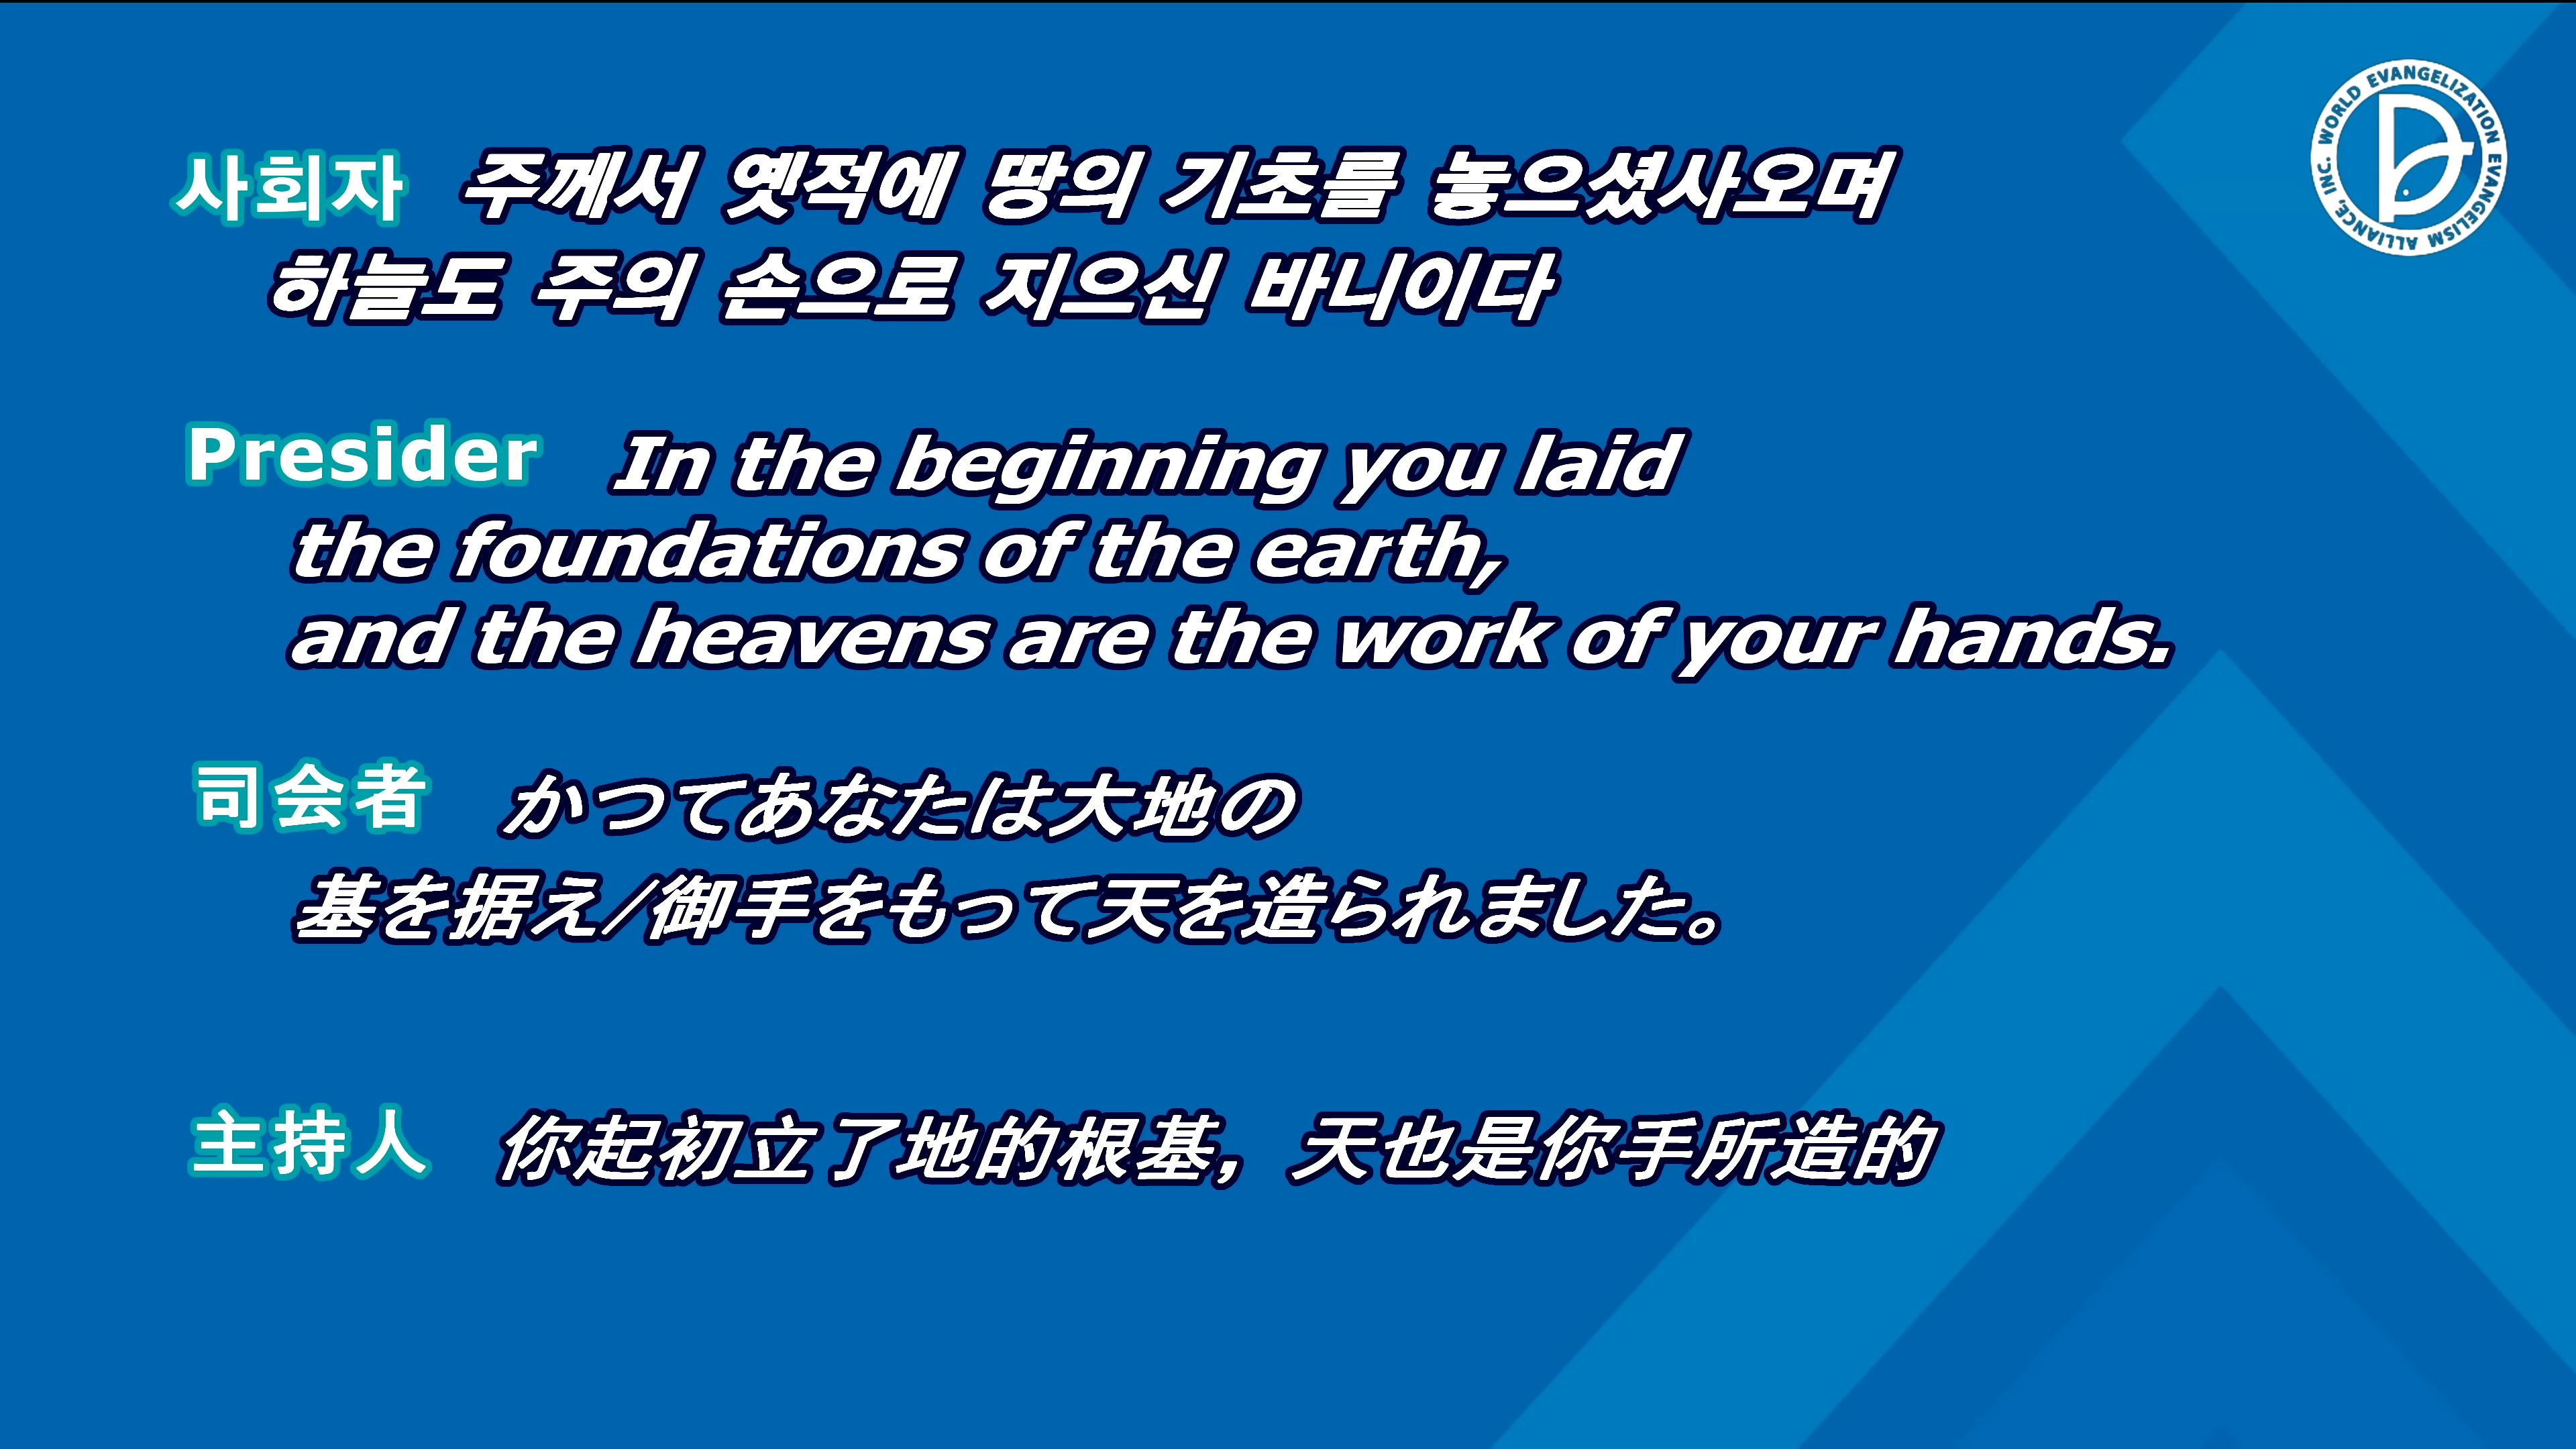 사회자 주께서 옛적에 땅의 기초를 놓으셨사오며
하늘도 주의 손으로 지으신 바니이다
Presider In the beginning you laid
the foundations of the earth,
and the heavens are the work of your hands.
司会者 かつてあなたは大地の
基を据え/御手をもって天を造られました。
主持人 你起初立了地的根基，天也是你手所造的
WORLD EVANGELIZATION EVANGELISM ALLIANCE, INC.